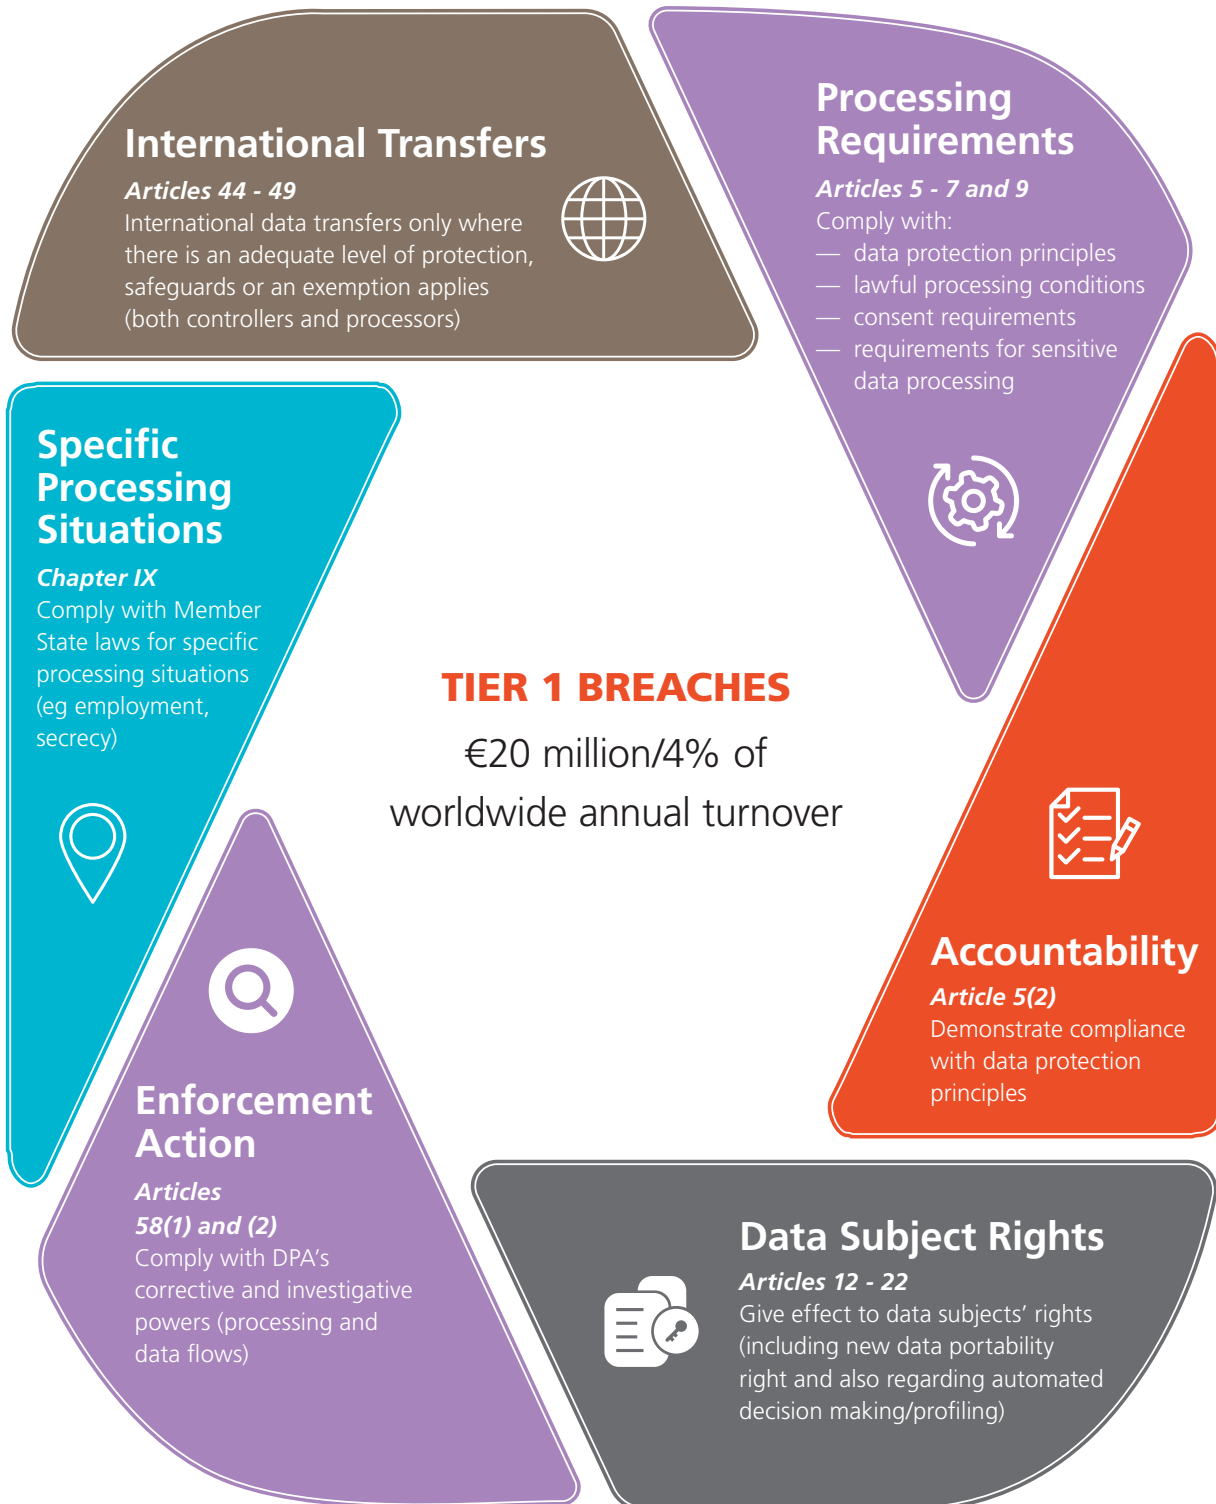 International Transfers
Articles 44 - 49
International data transfers only where
there is an adequate level of protection,
safeguards or an exemption applies
(both controllers and processors)
Processing
Requirements
Articles 5 - 7 and 9
Comply with:
— data protection principles
— lawful processing conditions
— consent requirements
— requirements for sensitive
data processing
Specific
Processing
Situations
Chapter IX
Comply with Member
State laws for specific
processing situations
(eg employment,
secrecy)
TIER 1 BREACHES
€20 million/4% of
worldwide annual turnover
Accountability
Article 5(2)
Demonstrate compliance
with data protection
principles
Enforcement
Action
Articles
58(1) and (2)
Comply with DPA’s
corrective and investigative
powers (processing and
data flows)
Data Subject Rights
Articles 12 - 22
Give effect to data subjects’ rights
(including new data portability
right and also regarding automated
decision making/profiling)